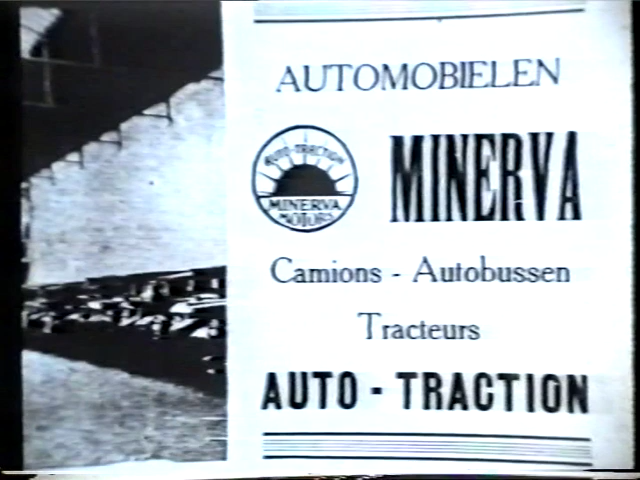 AUTOMOBIELEN
AUTO-TRACTION
MINERVA
MOTORS
MINERVA
Camions - Autobussen
Tracteurs
AUTO - TRACTION